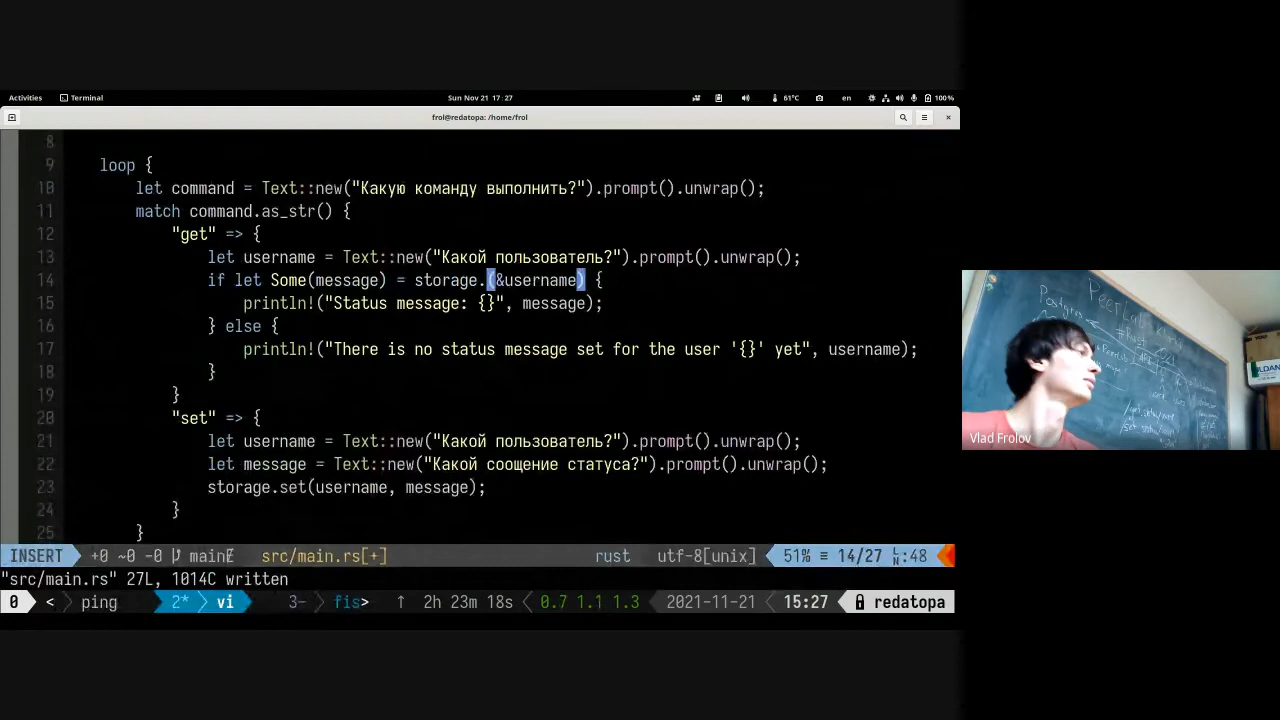 Activities Terminal Sun Nov 21 17:27 61°C en 100%
frol@redatopa: /home/frol
8
9 loop {
10 let command = Text::new("Какую команду выполнить?").prompt().unwrap();
11 match command.as_str() {
12 "get" => {
13 let username = Text::new("Какой пользователь?").prompt().unwrap();
14 if let Some(message) = storage.(&username) {
15 println!("Status message: {}", message);
16 } else {
17 println!("There is no status message set for the user '{}' yet", username);
18 }
19 }
20 "set" => {
21 let username = Text::new("Какой пользователь?").prompt().unwrap();
22 let message = Text::new("Какой соощение статуса?").prompt().unwrap();
23 storage.set(username, message);
24 }
25 }
INSERT +0 ~0 -0 main src/main.rs[+] rust utf-8[unix] 51% ≡ 14/27 LN:48
"src/main.rs" 27L, 1014C written
0 < ping 2* vi 3- fis> ↑ 2h 23m 18s 0.7 1.1 1.3 2021-11-21 15:27 redatopa
PeerLab
Postgres
#Rust
Vlad Frolov